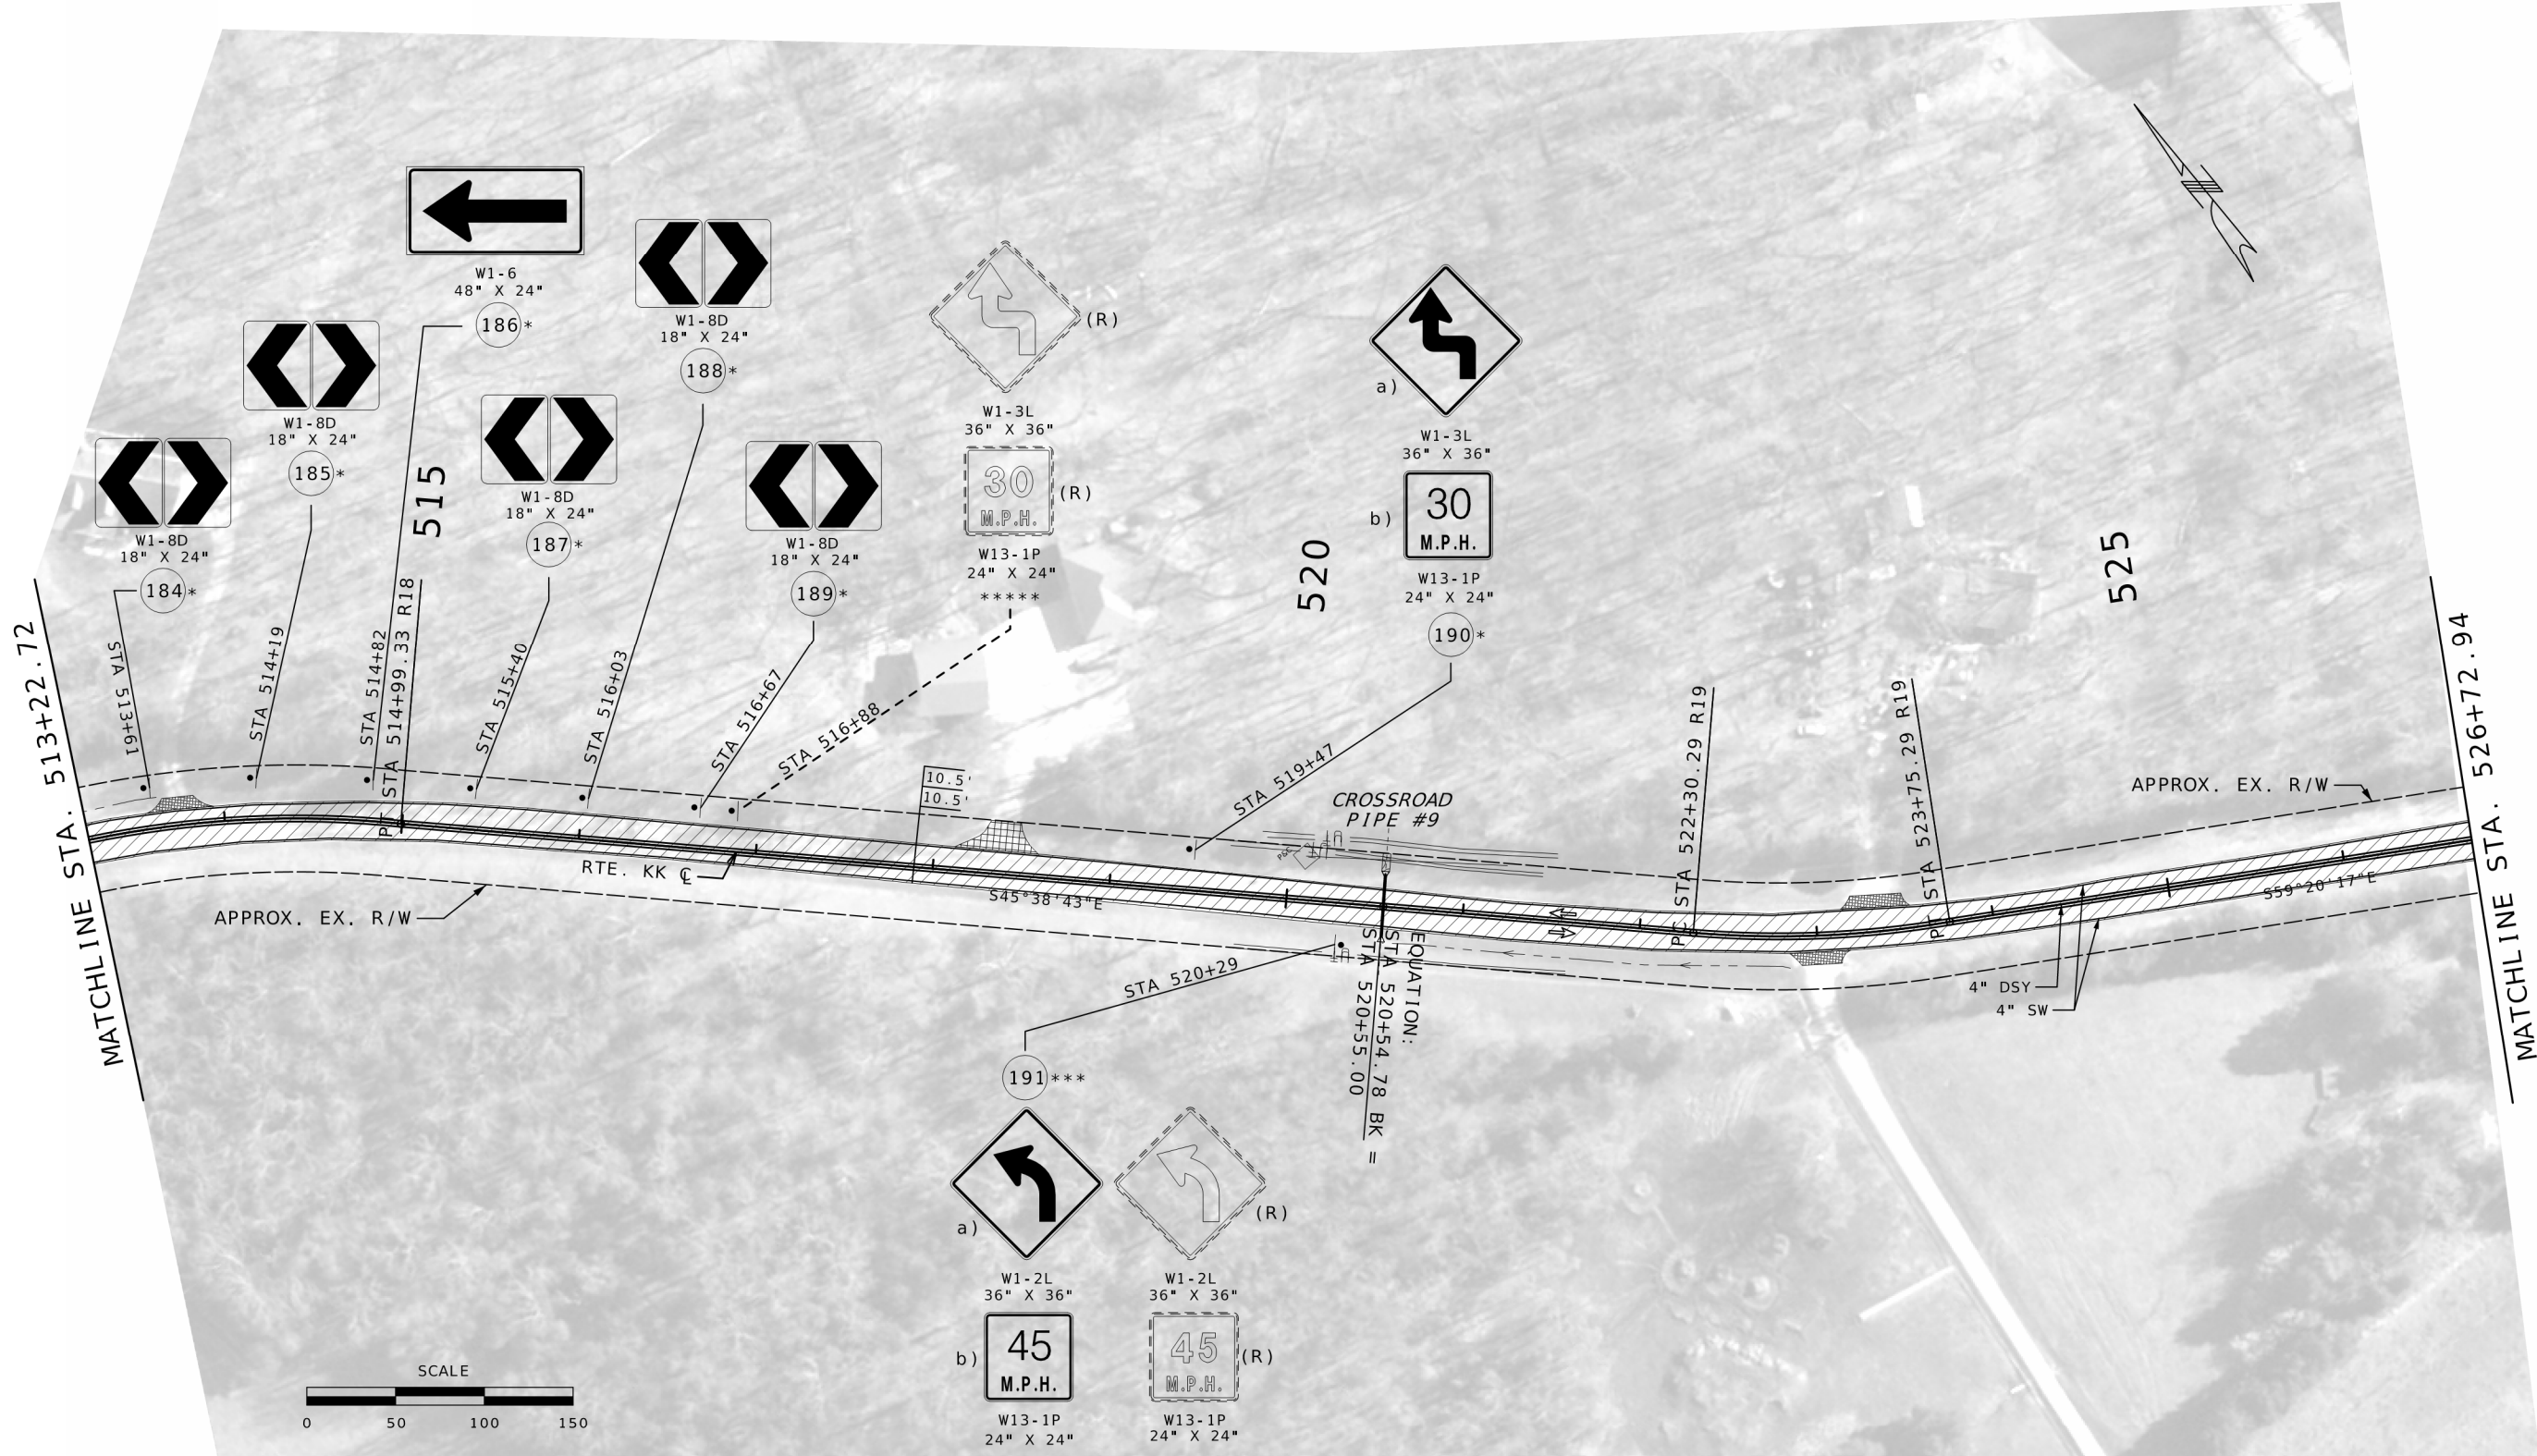 W1-6
48" X 24"
186*
W1-8D
18" X 24"
188*
W1-8D
18" X 24"
185*
W1-8D
18" X 24"
187*
W1-8D
18" X 24"
184*
W1-8D
18" X 24"
189*
515
(R)
W1-3L
36" X 36"
30
M.P.H.
(R)
W13-1P
24" X 24"
*****
a)
W1-3L
36" X 36"
b)
30
M.P.H.
W13-1P
24" X 24"
190*
520
525
MATCHLINE STA. 513+22.72
STA 513+61
STA 514+19
STA 514+82
PT STA 514+99.33 R18
STA 515+40
STA 516+03
STA 516+67
STA 516+88
10.5'
10.5'
STA 519+47
CROSSROAD
PIPE #9
PC STA 522+30.29 R19
PT STA 523+75.29 R19
APPROX. EX. R/W
MATCHLINE STA. 526+72.94
RTE. KK ℄
APPROX. EX. R/W
S45°38'43"E
S59°20'17"E
4" DSY
4" SW
EQUATION:
STA 520+54.78 BK =
STA 520+55.00
STA 520+29
191***
a)
W1-2L
36" X 36"
b)
45
M.P.H.
W13-1P
24" X 24"
(R)
W1-2L
36" X 36"
45
M.P.H.
(R)
W13-1P
24" X 24"
SCALE
0 50 100 150